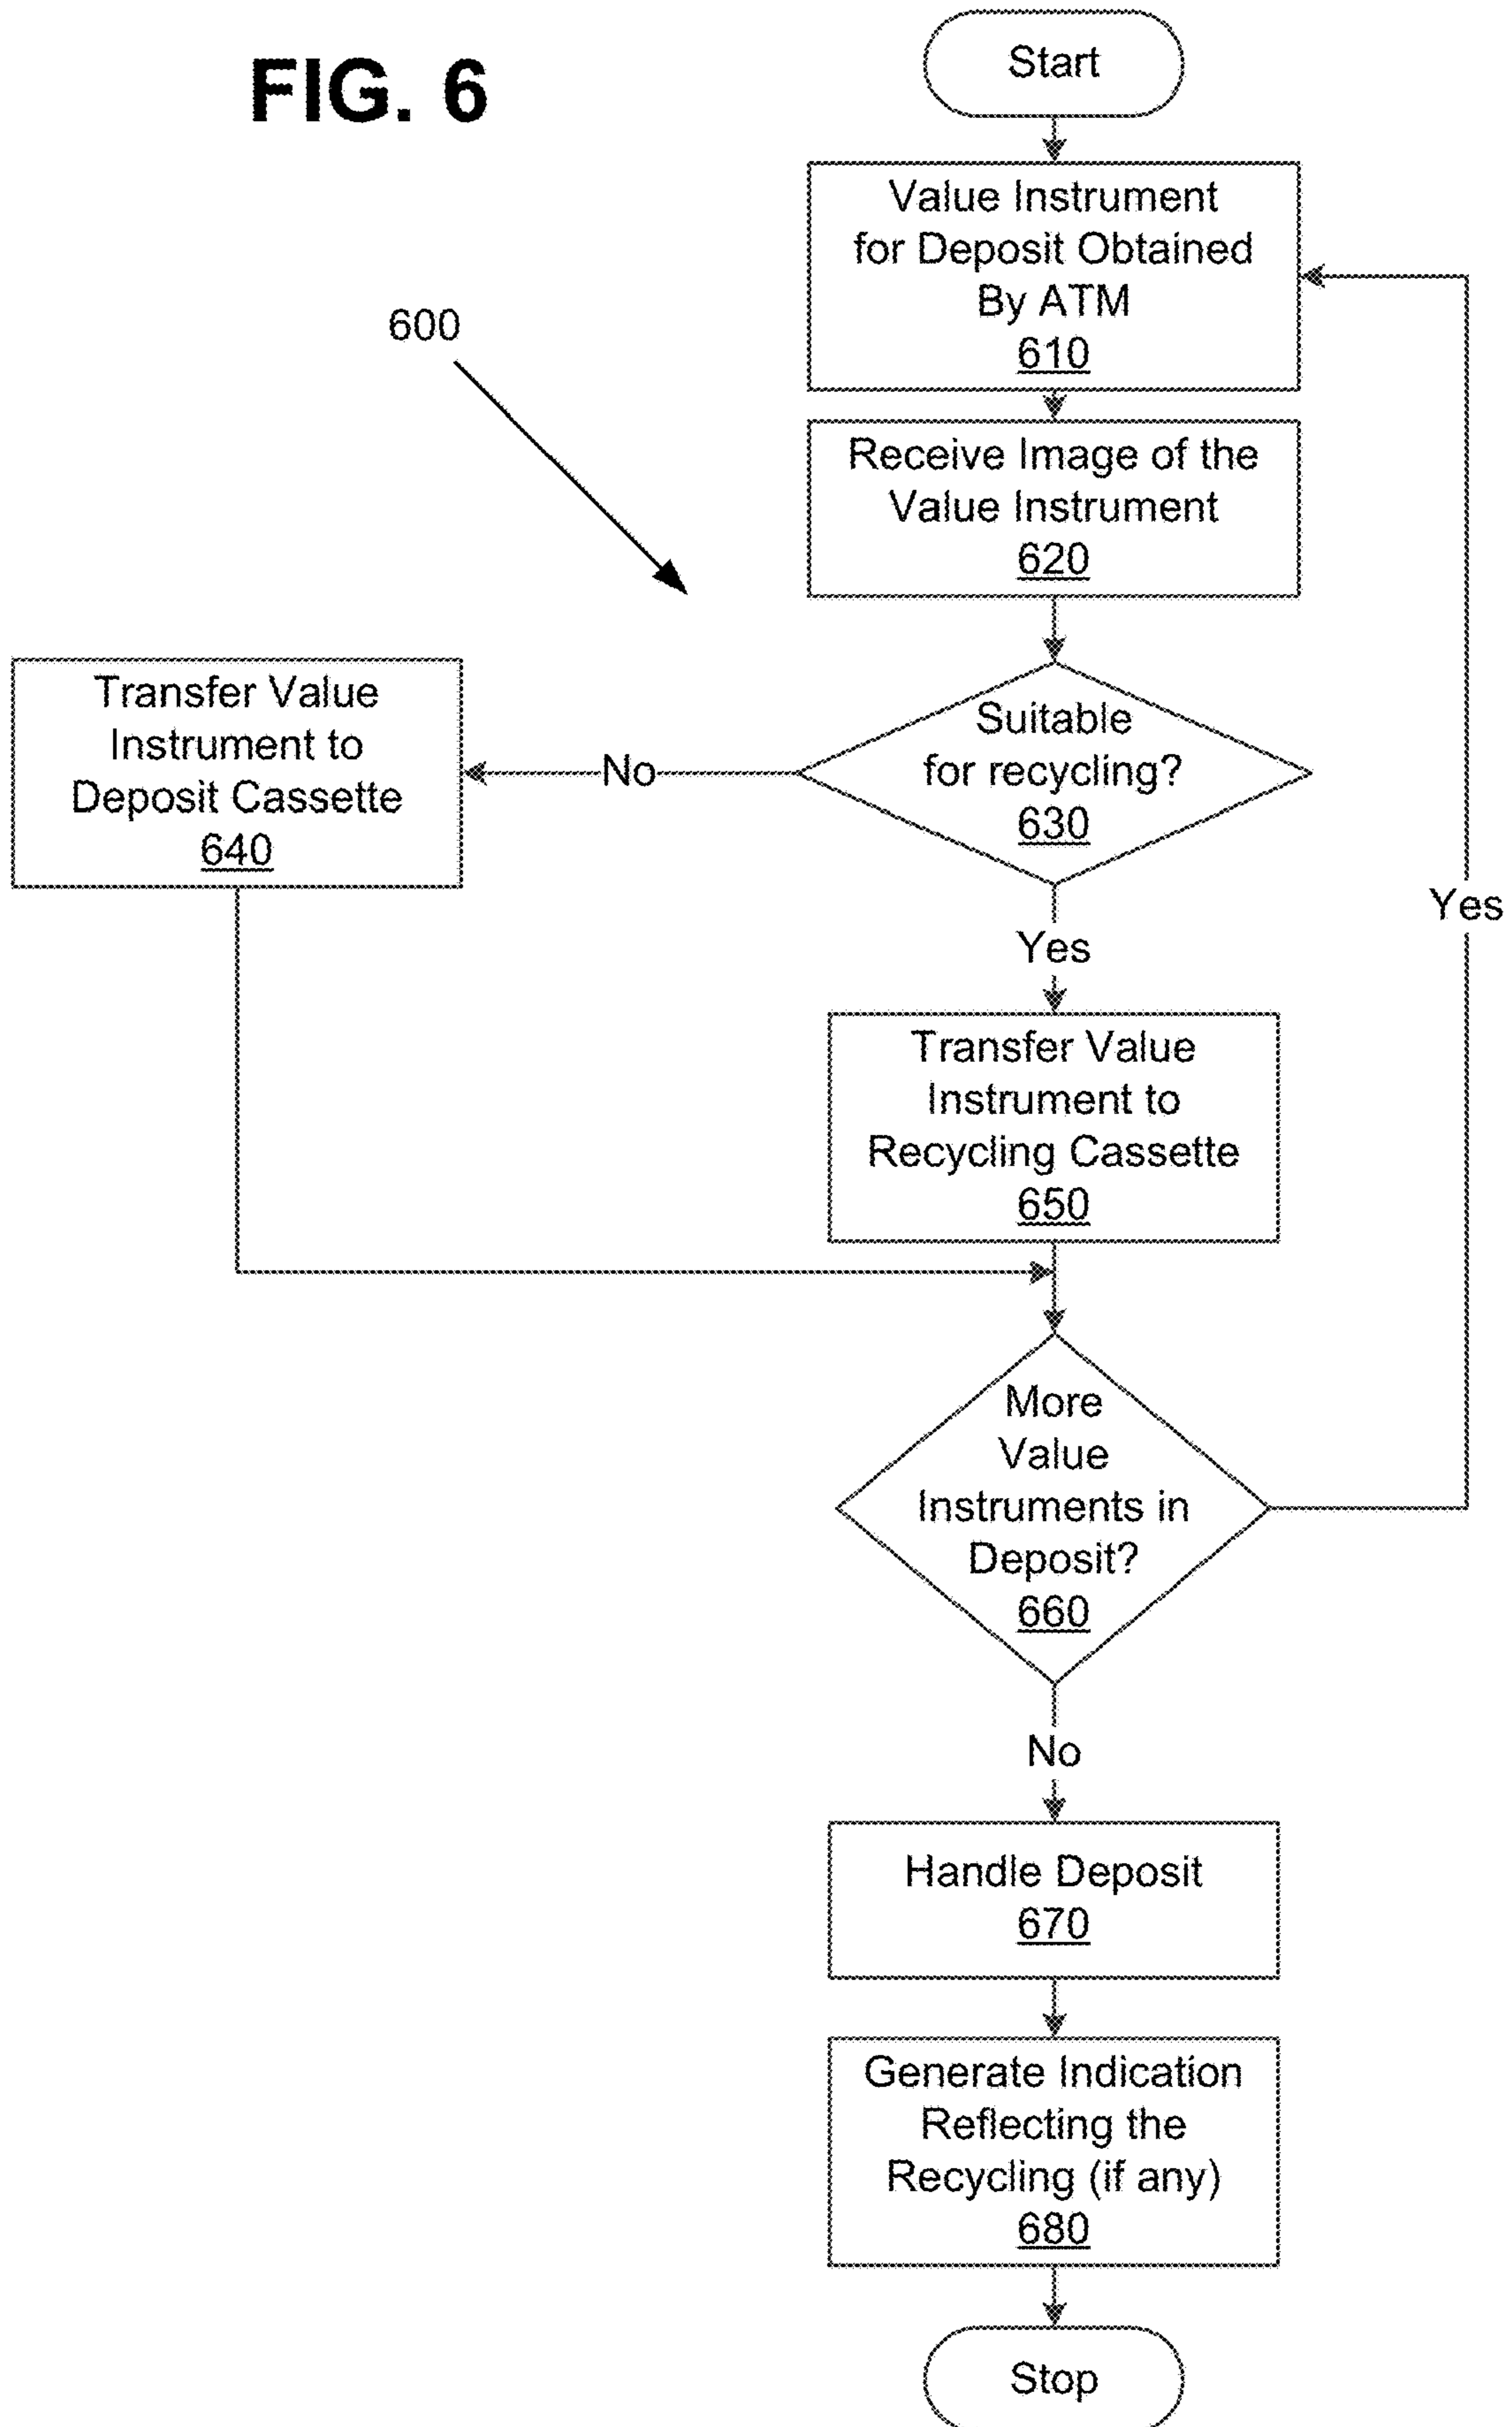 FIG. 6
Start
Value Instrument
for Deposit Obtained
By ATM
610
600
Receive Image of the
Value Instrument
620
Suitable
for recycling?
630
No
Transfer Value
Instrument to
Deposit Cassette
640
Yes
Yes
Transfer Value
Instrument to
Recycling Cassette
650
More
Value
Instruments in
Deposit?
660
No
Handle Deposit
670
Generate Indication
Reflecting the
Recycling (if any)
680
Stop